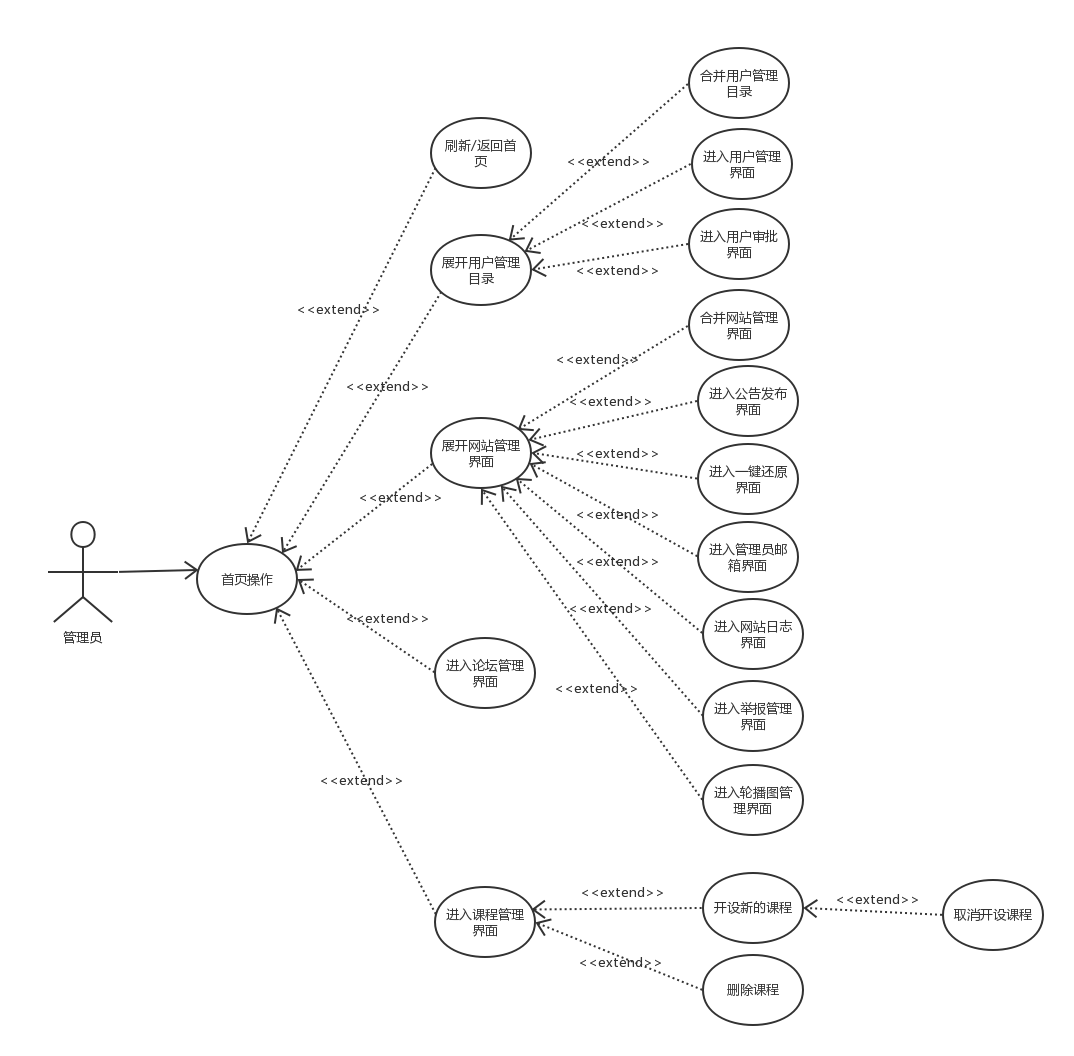 合并用户管理
目录
刷新/返回首
页
进入用户管理
界面
<<extend>>
<<extend>>
进入用户审批
界面
展开用户管理
目录
<<extend>>
<<extend>>
合并网站管理
界面
<<extend>>
<<extend>>
进入公告发布
界面
<<extend>>
展开网站管理
界面
<<extend>>
进入一键还原
界面
<<extend>>
<<extend>>
进入管理员邮
箱界面
<<extend>>
首页操作
<<extend>>
<<extend>>
进入网站日志
界面
管理员
进入论坛管理
界面
<<extend>>
进入举报管理
界面
<<extend>>
进入轮播图管
理界面
<<extend>>
<<extend>>
开设新的课程
取消开设课程
进入课程管理
界面
<<extend>>
删除课程